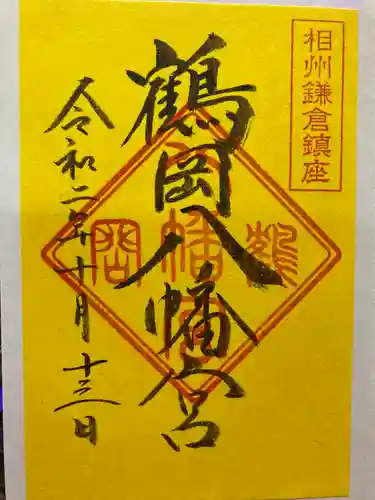 相州鎌倉鎮座
鶴岡八幡宮
令和二年十月十三日